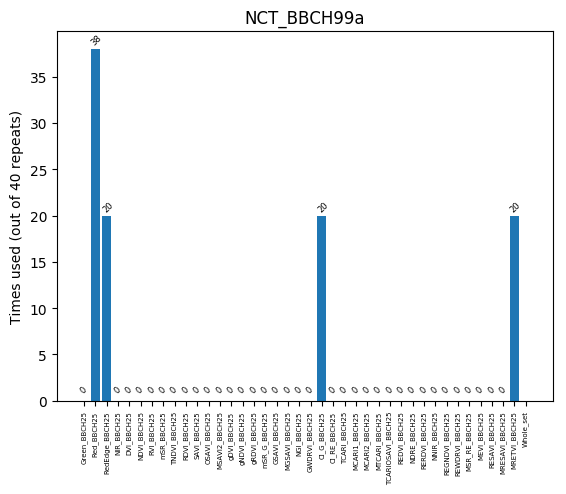 NCT_BBCH99a
Times used (out of 40 repeats)
35
30
25
20
15
10
5
0
0 38 20 0 0 0 0 0 0 0 0 0 0 0 0 0 0 0 0 0 0 20 0 0 0 0 0 0 0 0 0 0 0 0 0 0 0 0 20
Green_BBCH25
Red_BBCH25
RedEdge_BBCH25
NIR_BBCH25
DVI_BBCH25
NDVI_BBCH25
RVI_BBCH25
mSR_BBCH25
TNDVI_BBCH25
RDVI_BBCH25
SAVI_BBCH25
OSAVI_BBCH25
MSAVI2_BBCH25
gDVI_BBCH25
gNDVI_BBCH25
gRDVI_BBCH25
mSR_G_BBCH25
GSAVI_BBCH25
MGSAVI_BBCH25
NGI_BBCH25
GWDRVI_BBCH25
CI_G_BBCH25
CI_RE_BBCH25
TCARI_BBCH25
MCARI1_BBCH25
MCARI2_BBCH25
MTCARI_BBCH25
TCARIOSAVI_BBCH25
REDVI_BBCH25
NDRE_BBCH25
RERDVI_BBCH25
NNIR_BBCH25
REGNDVI_BBCH25
REWDRVI_BBCH25
MSR_RE_BBCH25
MEVI_BBCH25
RESAVI_BBCH25
MRESAVI_BBCH25
MRETVI_BBCH25
Whole_set